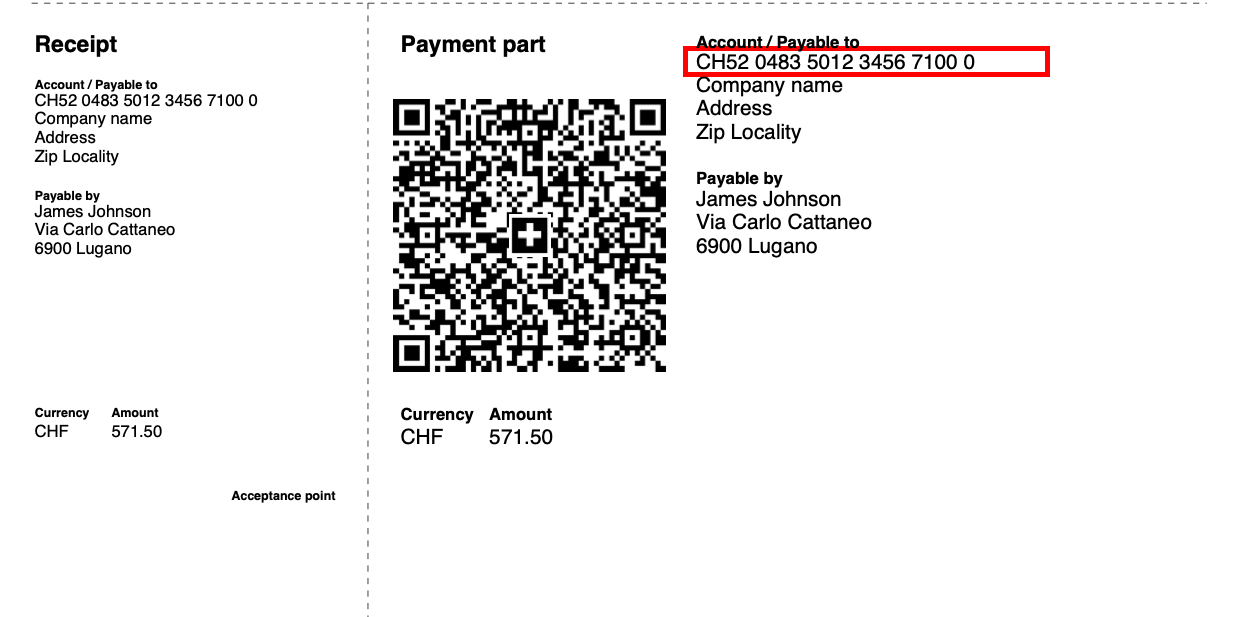 Receipt
Account / Payable to
CH52 0483 5012 3456 7100 0
Company name
Address
Zip Locality
Payable by
James Johnson
Via Carlo Cattaneo
6900 Lugano
Currency Amount
CHF 571.50
Acceptance point
Payment part
Currency Amount
CHF 571.50
Account / Payable to
CH52 0483 5012 3456 7100 0
Company name
Address
Zip Locality
Payable by
James Johnson
Via Carlo Cattaneo
6900 Lugano